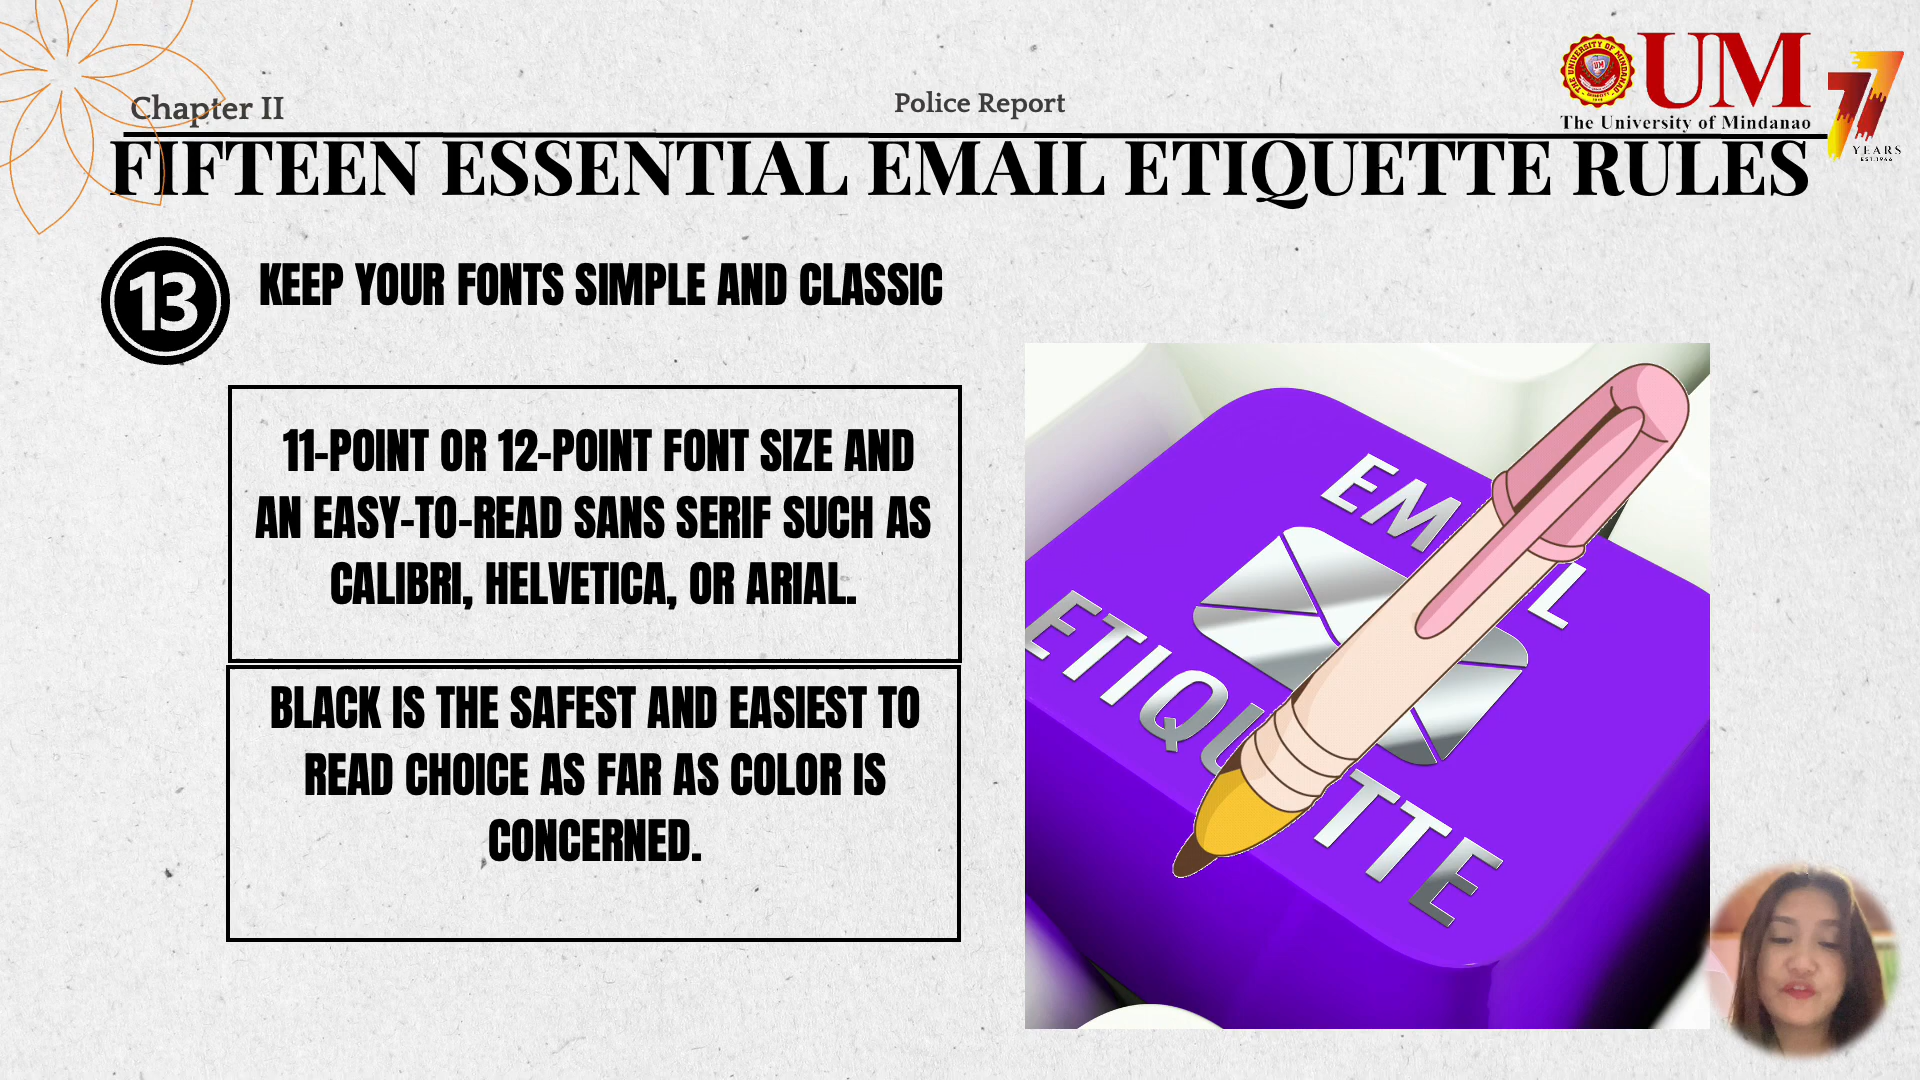 Chapter II
Police Report
UM
The University of Mindanao
77
YEARS
EST.1946
FIFTEEN ESSENTIAL EMAIL ETIQUETTE RULES
13
KEEP YOUR FONTS SIMPLE AND CLASSIC
11-POINT OR 12-POINT FONT SIZE AND
AN EASY-TO-READ SANS SERIF SUCH AS
CALIBRI, HELVETICA, OR ARIAL.
BLACK IS THE SAFEST AND EASIEST TO
READ CHOICE AS FAR AS COLOR IS
CONCERNED.
EM L
ETIQU TTE